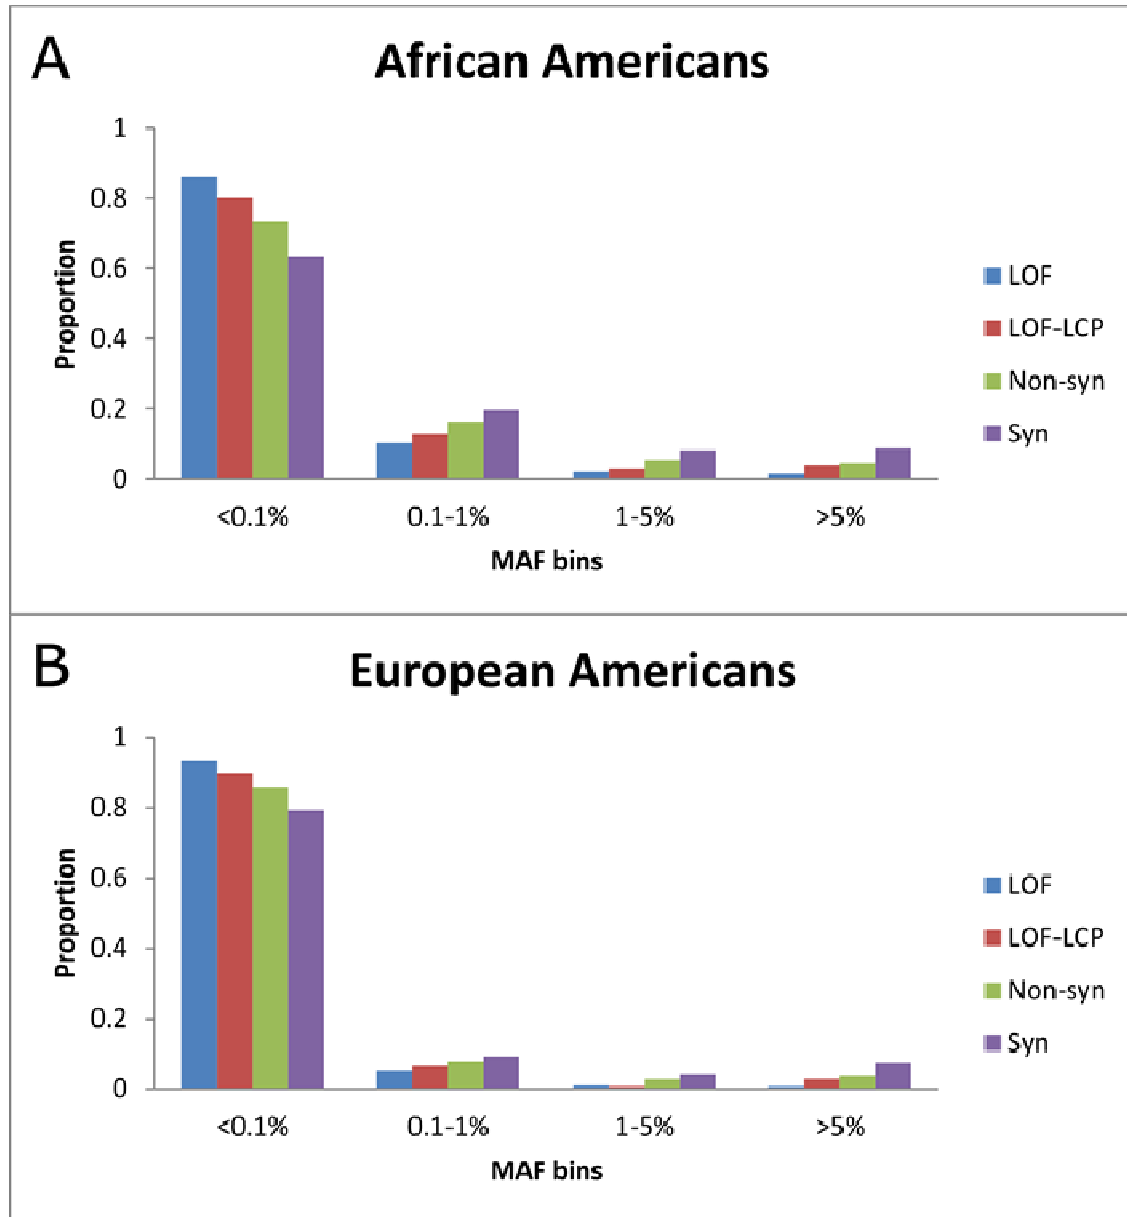 A
African Americans
1
0.8
0.6
0.4
0.2
0
Proportion
<0.1%
0.1-1%
1-5%
>5%
MAF bins
LOF
LOF-LCP
Non-syn
Syn
B
European Americans
1
0.8
0.6
0.4
0.2
0
Proportion
<0.1%
0.1-1%
1-5%
>5%
MAF bins
LOF
LOF-LCP
Non-syn
Syn